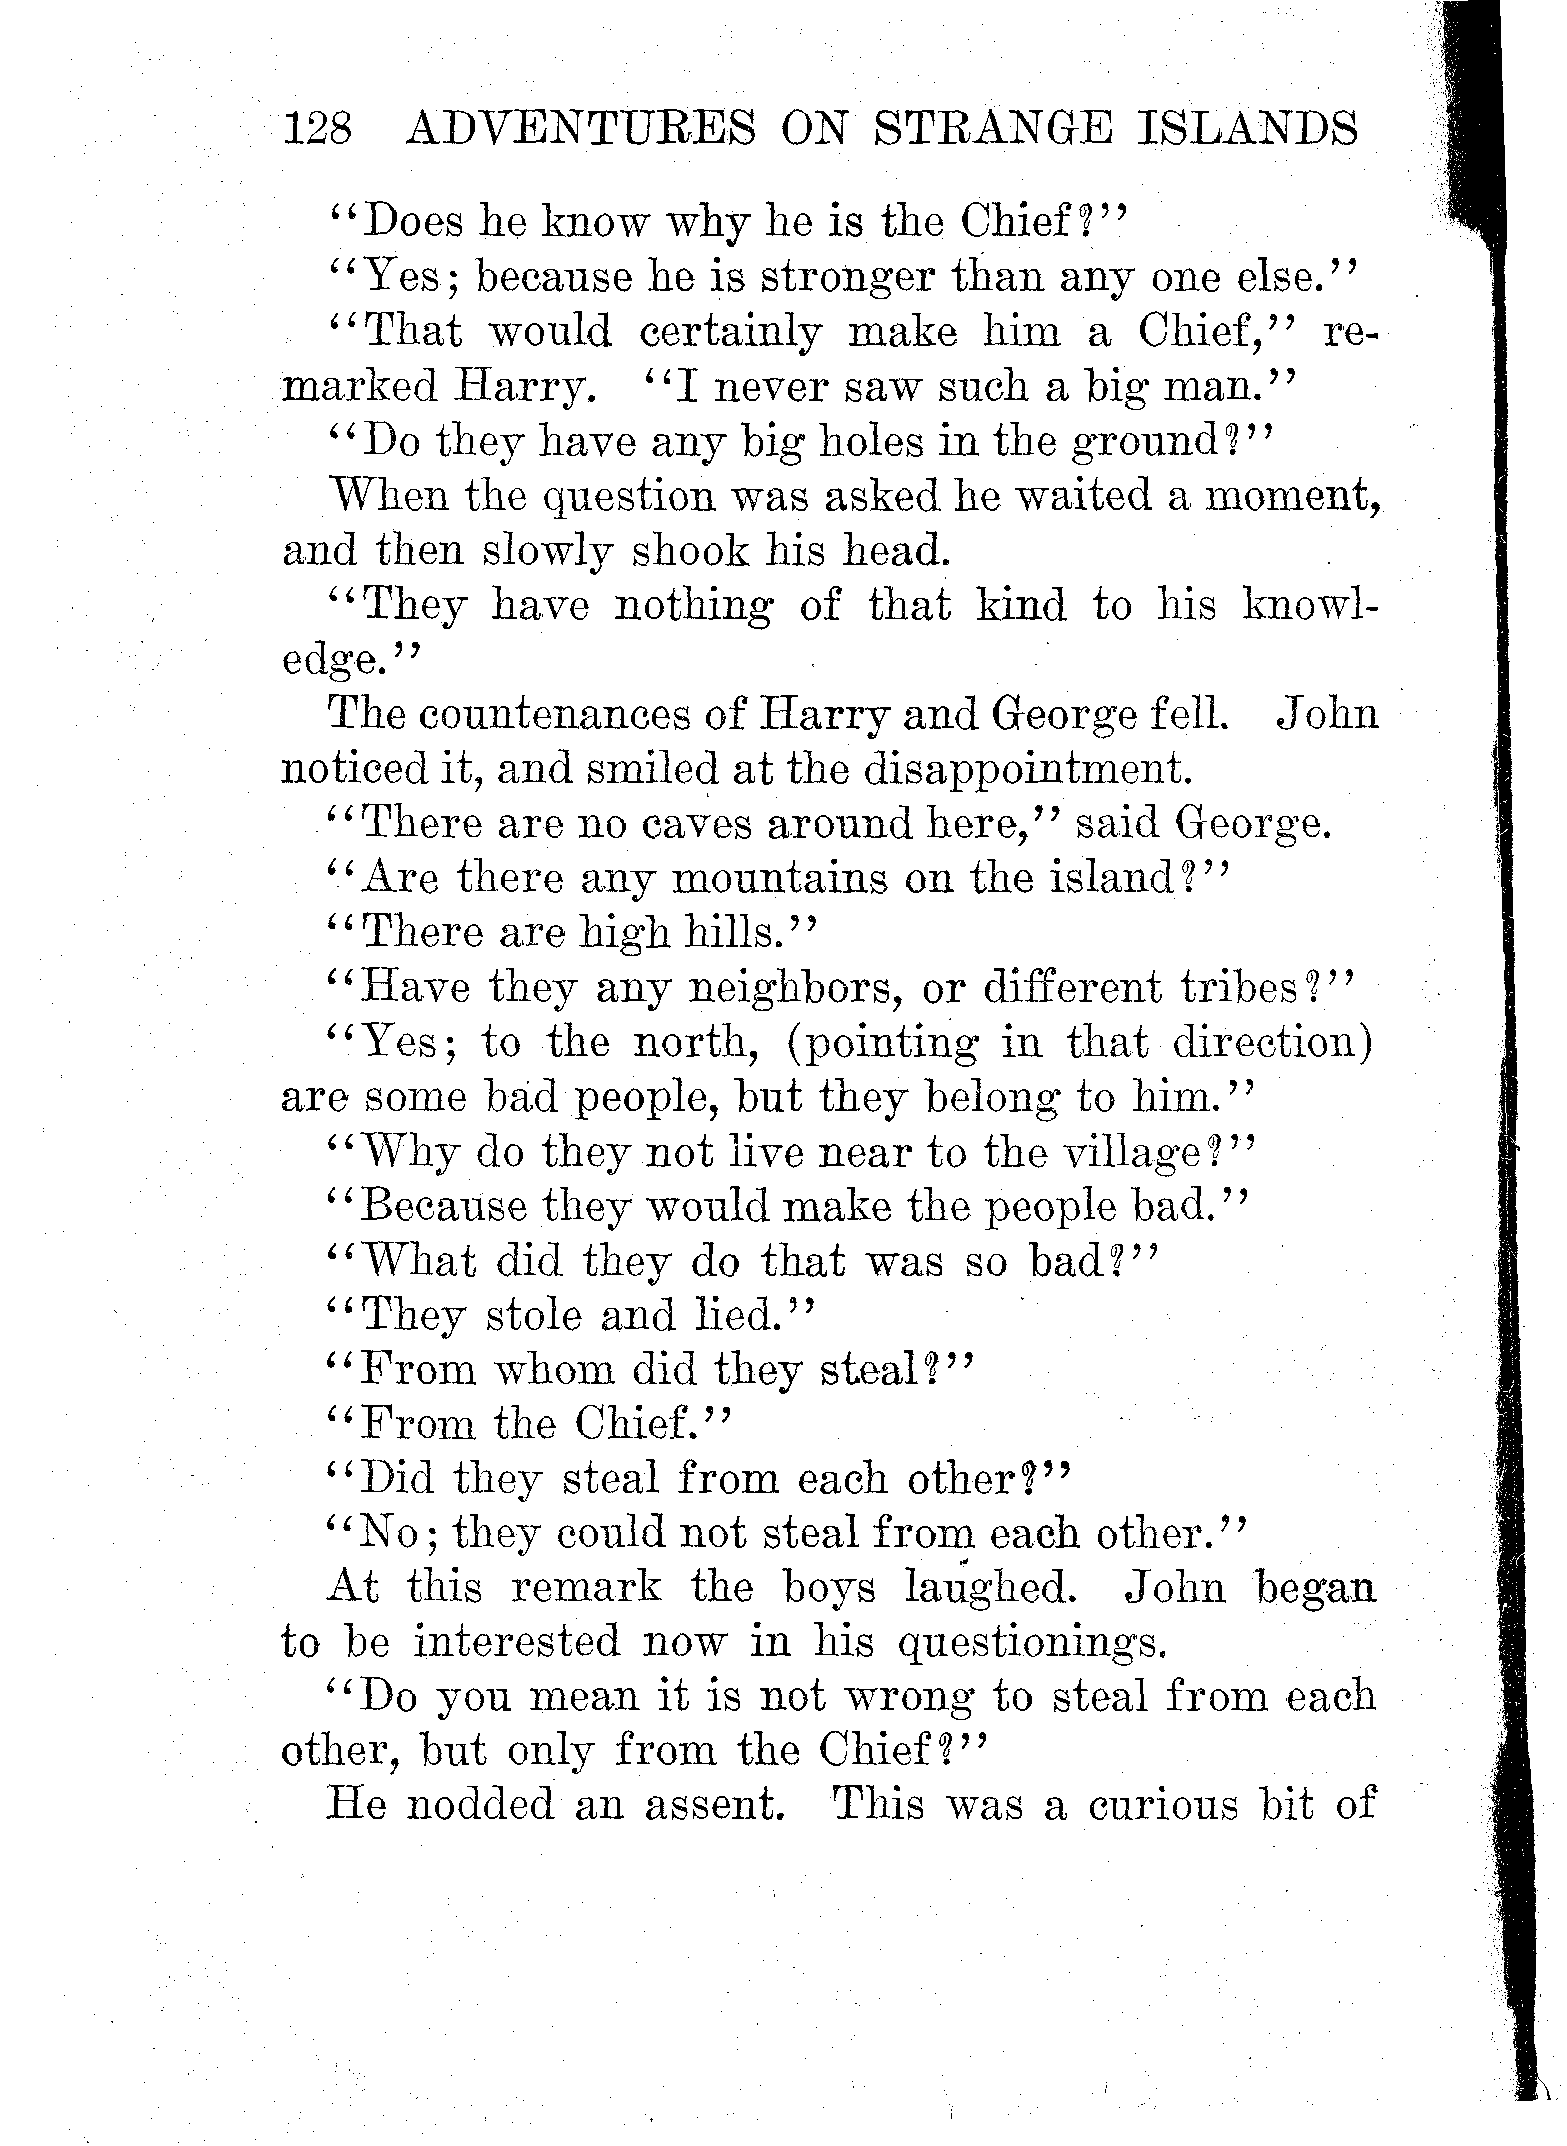 128 ADVENTURES ON STRANGE ISLANDS
"Does he know why he is the Chief?"
"Yes; because he is stronger than any one else."
"That would certainly make him a Chief," re-
marked Harry. "I never saw such a big man."
"Do they have any big holes in the ground?"
When the question was asked he waited a moment,
and then slowly shook his head.
"They have nothing of that kind to his knowl-
edge."
The countenances of Harry and George fell. John
noticed it, and smiled at the disappointment.
"There are no caves around here," said George.
"Are there any mountains on the island?"
"There are high hills."
"Have they any neighbors, or different tribes?"
"Yes; to the north, (pointing in that direction)
are some bad people, but they belong to him."
"Why do they not live near to the village?"
"Because they would make the people bad."
"What did they do that was so bad?"
"They stole and lied."
"From whom did they steal?"
"From the Chief."
"Did they steal from each other?"
"No; they could not steal from each other."
At this remark the boys laughed. John began
to be interested now in his questionings.
"Do you mean it is not wrong to steal from each
other, but only from the Chief?"
He nodded an assent. This was a curious bit of